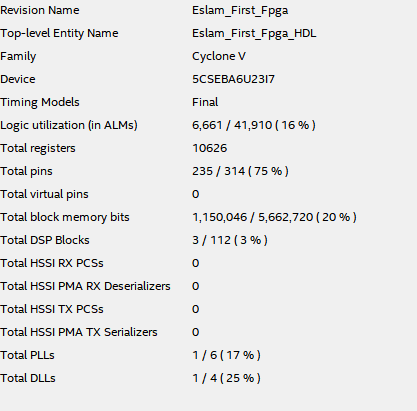 Revision Name Eslam_First_Fpga
Top-level Entity Name Eslam_First_Fpga_HDL
Family Cyclone V
Device 5CSEBA6U23I7
Timing Models Final
Logic utilization (in ALMs) 6,661 / 41,910 ( 16 % )
Total registers 10626
Total pins 235 / 314 ( 75 % )
Total virtual pins 0
Total block memory bits 1,150,046 / 5,662,720 ( 20 % )
Total DSP Blocks 3 / 112 ( 3 % )
Total HSSI RX PCSs 0
Total HSSI PMA RX Deserializers 0
Total HSSI TX PCSs 0
Total HSSI PMA TX Serializers 0
Total PLLs 1 / 6 ( 17 % )
Total DLLs 1 / 4 ( 25 % )